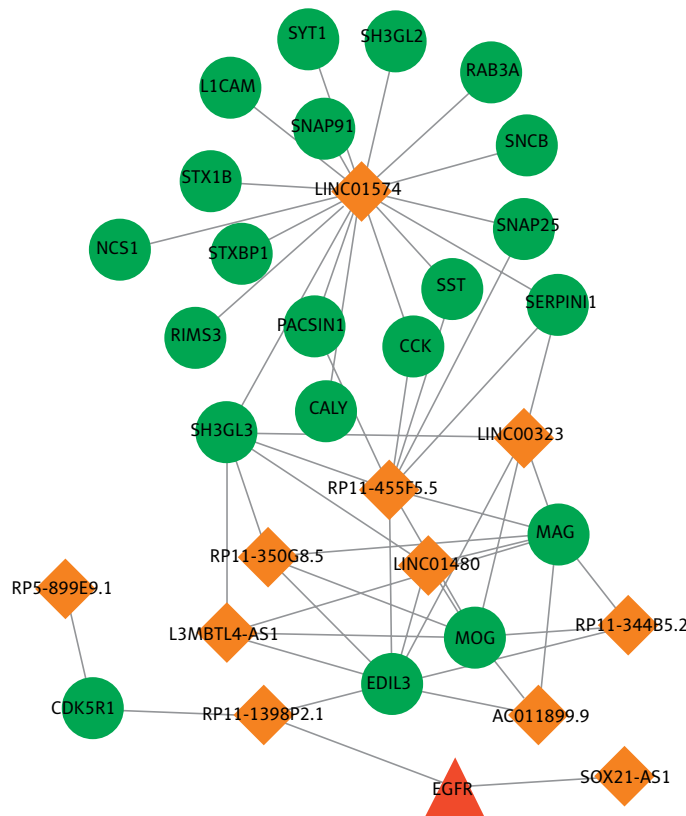 SYT1
SH3GL2
RAB3A
L1CAM
SNAP91
SNCB
STX1B
LINC01574
SNAP25
NCS1
STXBP1
SST
SERPINI1
PACSIN1
RIMS3
CCK
CALY
SH3GL3
LINC00323
RP11-455F5.5
MAG
RP11-350G8.5
LINC01480
RP5-899E9.1
L3MBTL4-AS1
MOG
RP11-344B5.2
EDIL3
CDK5R1
RP11-1398P2.1
AC011899.9
SOX21-AS1
EGFR